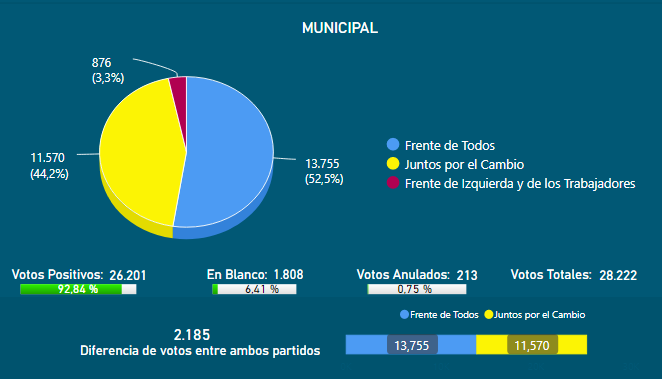 MUNICIPAL
876
(3,3%)
11.570
(44,2%)
13.755
(52,5%)
Frente de Todos
Juntos por el Cambio
Frente de Izquierda y de los Trabajadores
Votos Positivos: 26.201
92,84 %
En Blanco: 1.808
6,41 %
Votos Anulados: 213
0,75 %
Votos Totales: 28.222
2.185
Diferencia de votos entre ambos partidos
Frente de Todos Juntos por el Cambio
13,755 11,570